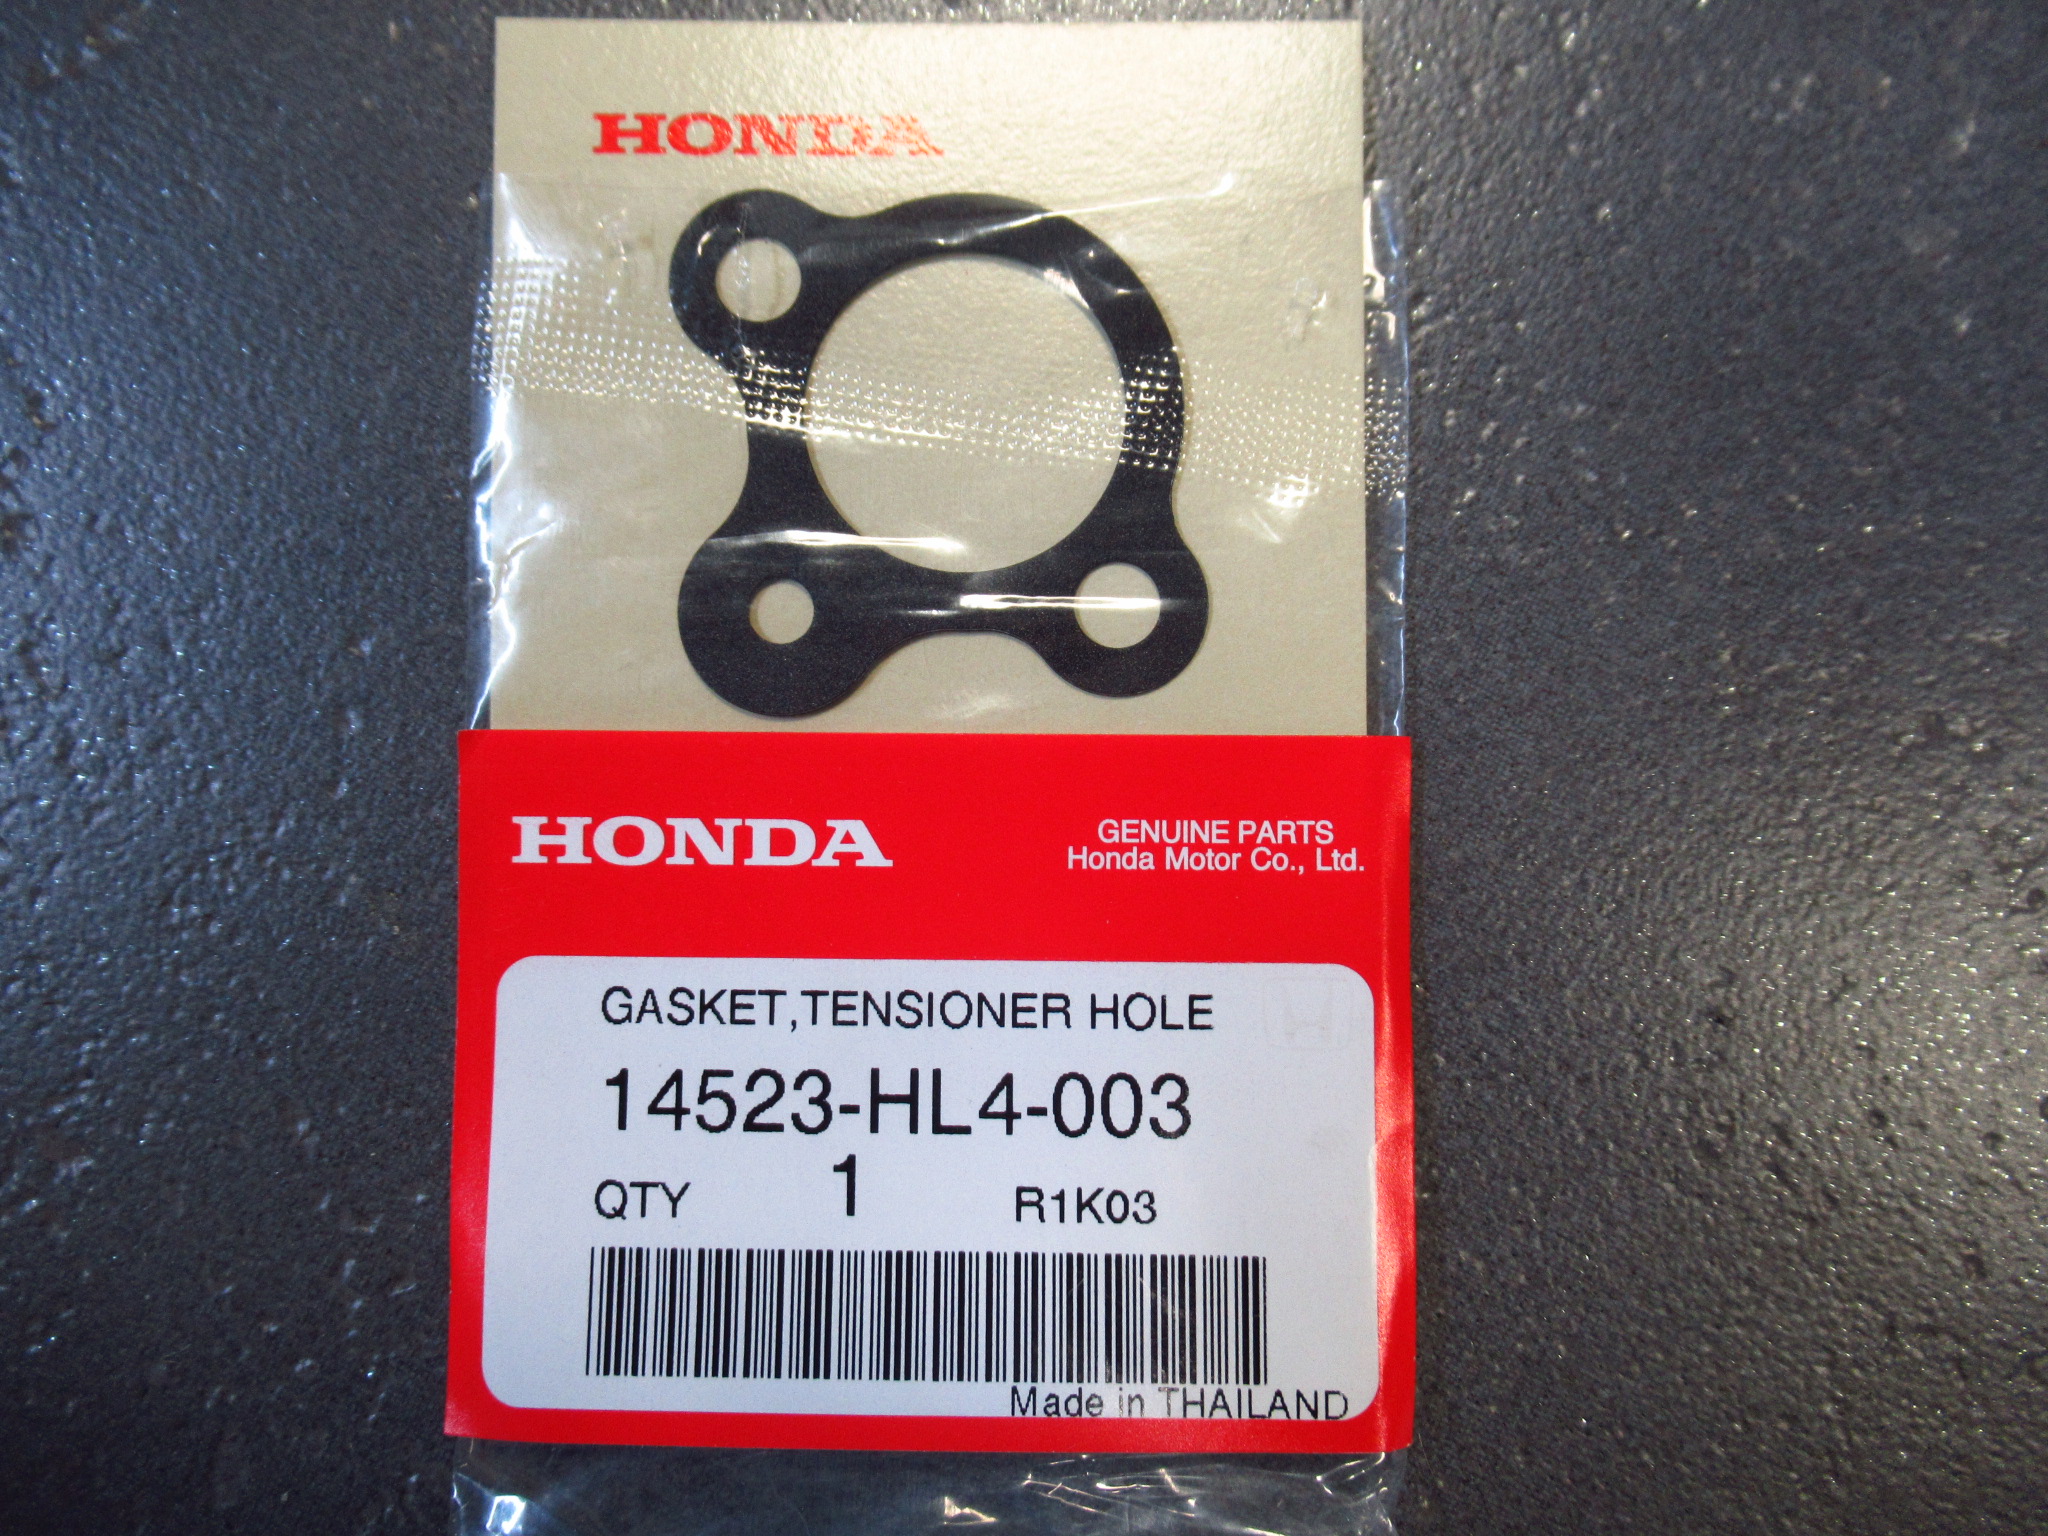 HONDA
HONDA
GENUINE PARTS
Honda Motor Co., Ltd.
GASKET,TENSIONER HOLE
14523-HL4-003
QTY 1 R1K03
Made in THAILAND